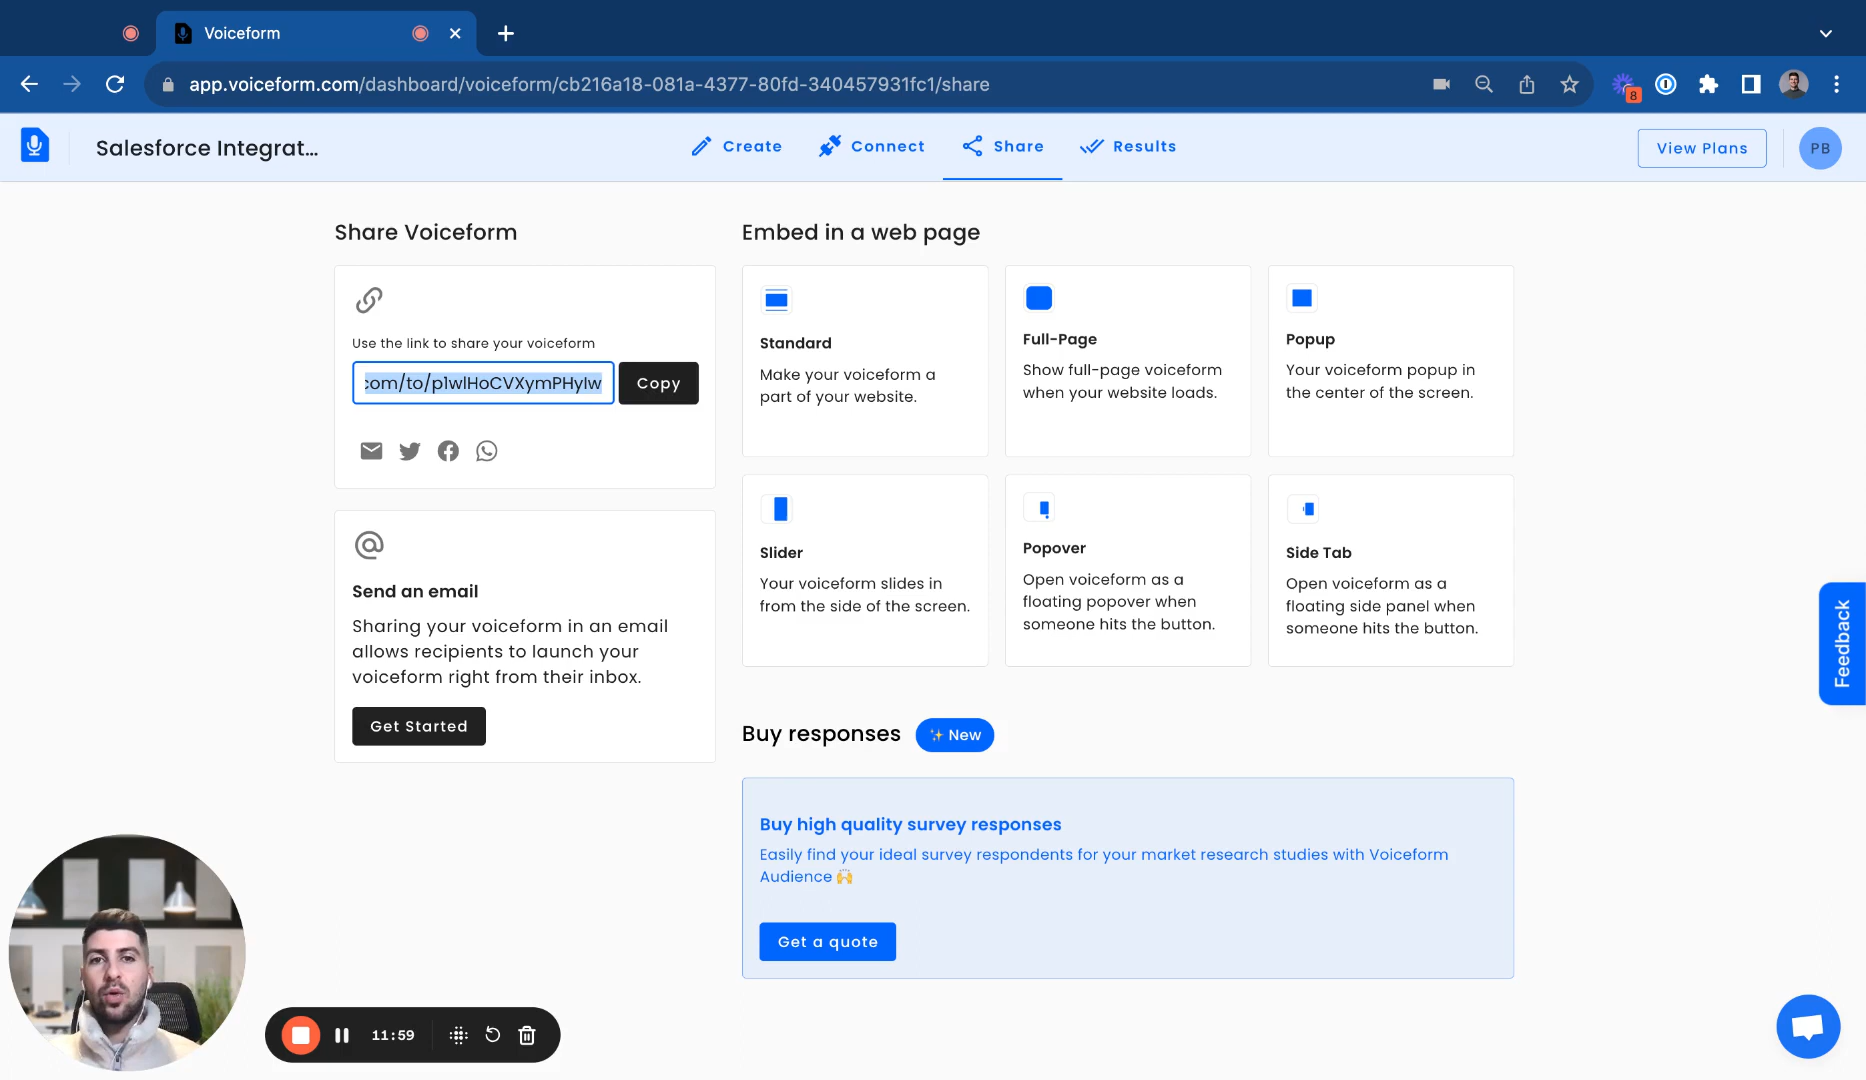 Voiceform
app.voiceform.com/dashboard/voiceform/cb216a18-081a-4377-80fd-340457931fc1/share
8
Salesforce Integrat...
Create
Connect
Share
Results
View Plans
PB
Share Voiceform
Use the link to share your voiceform
com/to/p1wlHoCVXymPHyIw
Copy
Send an email
Sharing your voiceform in an email
allows recipients to launch your
voiceform right from their inbox.
Get Started
Embed in a web page
Standard
Make your voiceform a
part of your website.
Full-Page
Show full-page voiceform
when your website loads.
Popup
Your voiceform popup in
the center of the screen.
Slider
Your voiceform slides in
from the side of the screen.
Popover
Open voiceform as a
floating popover when
someone hits the button.
Side Tab
Open voiceform as a
floating side panel when
someone hits the button.
Buy responses
✨ New
Buy high quality survey responses
Easily find your ideal survey respondents for your market research studies with Voiceform
Audience 🙌
Get a quote
Feedback
11:59